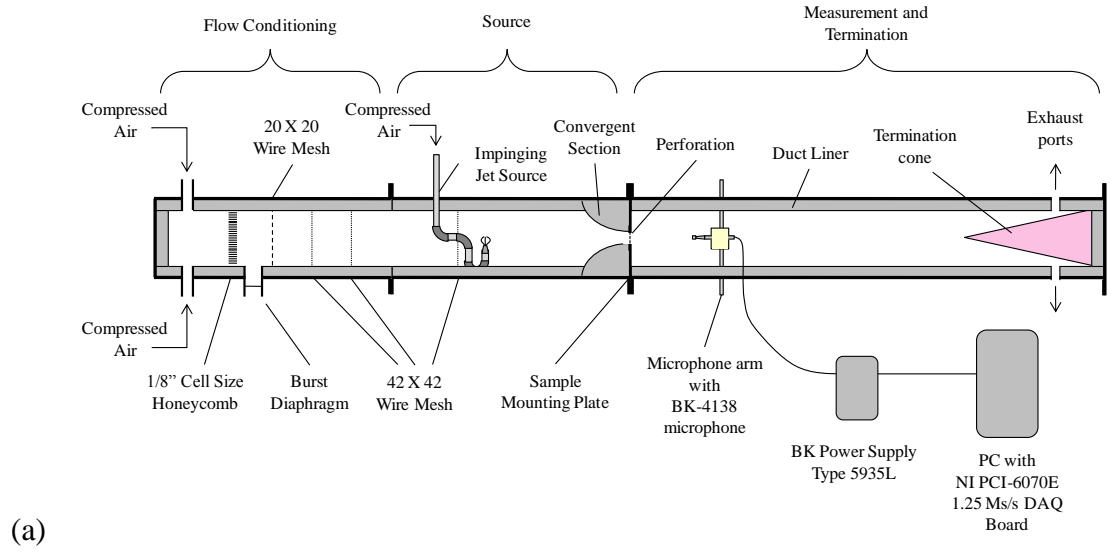 Flow Conditioning
Source
Measurement and
Termination
Compressed
Air
20 X 20
Wire Mesh
Compressed
Air
Impinging
Jet Source
Convergent
Section
Perforation
Duct Liner
Termination
cone
Exhaust
ports
Compressed
Air
1/8” Cell Size
Honeycomb
Burst
Diaphragm
42 X 42
Wire Mesh
Sample
Mounting Plate
Microphone arm
with
BK-4138
microphone
BK Power Supply
Type 5935L
PC with
NI PCI-6070E
1.25 Ms/s DAQ
Board
(a)